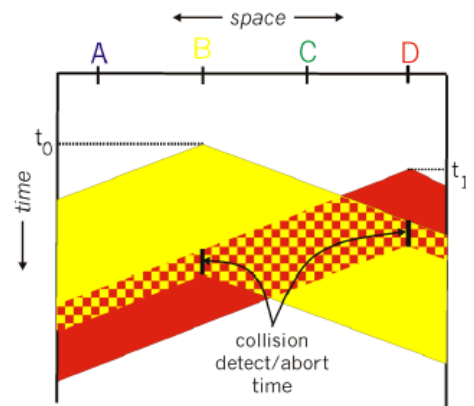 space
A B C D
t0
t1
time
collision
detect/abort
time